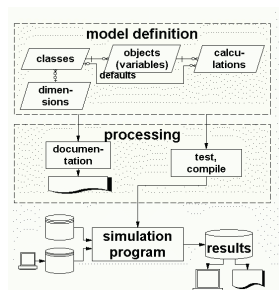 model definition
classes
objects
(variables)
calcu-
lations
defaults
dimen-
sions
processing
documen-
tation
test,
compile
simulation
program
results